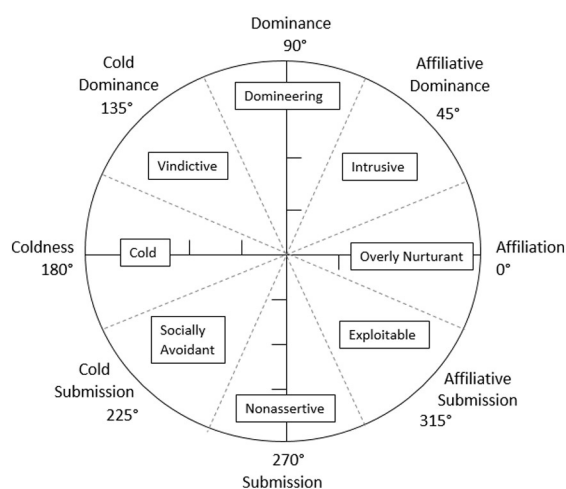 Dominance
90°
Cold
Dominance
135°
Affiliative
Dominance
45°
Domineering
Vindictive
Intrusive
Coldness
180°
Cold
Overly Nurturant
Affiliation
0°
Socially
Avoidant
Exploitable
Cold
Submission
225°
Affiliative
Submission
315°
Nonassertive
270°
Submission